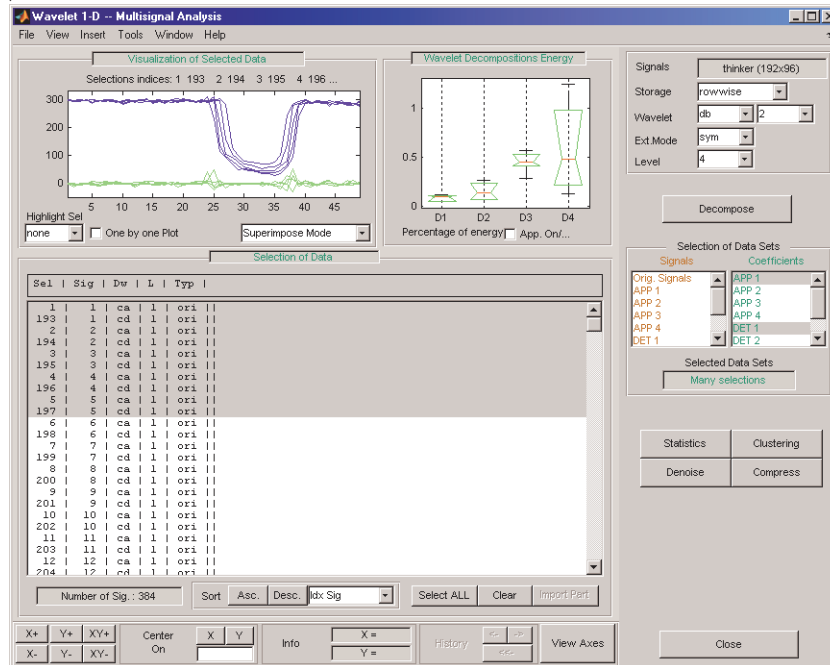 Wavelet 1-D -- Multisignal Analysis
File View Insert Tools Window Help
Visualization of Selected Data
Selections indices: 1 193 2 194 3 195 4 196 ...
300
200
100
0
5 10 15 20 25 30 35 40 45
Highlight Sel
none One by one Plot Superimpose Mode
Wavelet Decompositions Energy
1
0.5
0
D1 D2 D3 D4
Percentage of energy App. On/...
Selection of Data
Sel | Sig | Dw | L | Typ |
1 | 1 | ca | 1 | ori ||
193 | 1 | cd | 1 | ori ||
2 | 2 | ca | 1 | ori ||
194 | 2 | cd | 1 | ori ||
3 | 3 | ca | 1 | ori ||
195 | 3 | cd | 1 | ori ||
4 | 4 | ca | 1 | ori ||
196 | 4 | cd | 1 | ori ||
5 | 5 | ca | 1 | ori ||
197 | 5 | cd | 1 | ori ||
6 | 6 | ca | 1 | ori ||
198 | 6 | cd | 1 | ori ||
7 | 7 | ca | 1 | ori ||
199 | 7 | cd | 1 | ori ||
8 | 8 | ca | 1 | ori ||
200 | 8 | cd | 1 | ori ||
9 | 9 | ca | 1 | ori ||
201 | 9 | cd | 1 | ori ||
10 | 10 | ca | 1 | ori ||
202 | 10 | cd | 1 | ori ||
11 | 11 | ca | 1 | ori ||
203 | 11 | cd | 1 | ori ||
12 | 12 | ca | 1 | ori ||
204 | 12 | cd | 1 | ori ||
Number of Sig. : 384 Sort Asc. Desc. Idx Sig Select ALL Clear Import Part
Signals thinker (192x96)
Storage rowwise
Wavelet db 2
Ext.Mode sym
Level 4
Decompose
Selection of Data Sets
Signals Coefficients
Orig. Signals APP 1
APP 1 APP 2
APP 2 APP 3
APP 3 APP 4
APP 4 DET 1
DET 1 DET 2
Selected Data Sets
Many selections
Statistics Clustering
Denoise Compress
X+ Y+ XY+ Center X Y Info X = History <- -> View Axes Close
X- Y- XY- On Y = <<-